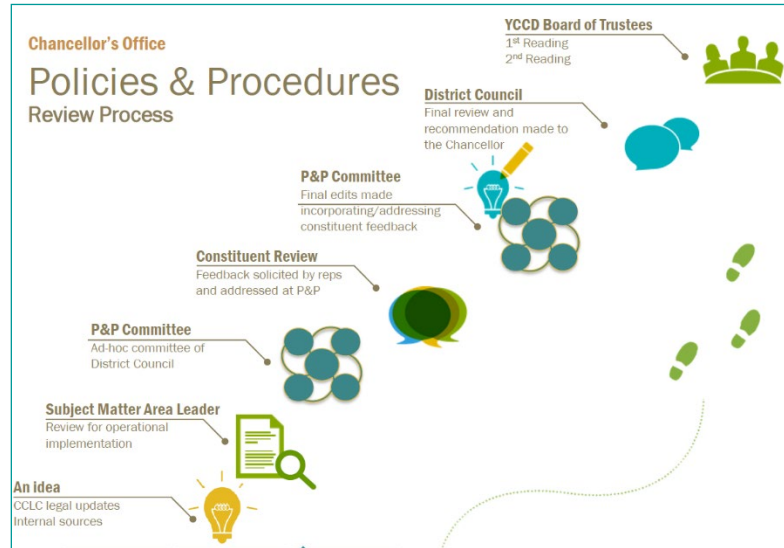 Chancellor's Office
Policies & Procedures
Review Process
YCCD Board of Trustees
1st Reading
2nd Reading
District Council
Final review and
recommendation made to
the Chancellor
P&P Committee
Final edits made
incorporating/addressing
constituent feedback
Constituent Review
Feedback solicited by reps
and addressed at P&P
P&P Committee
Ad-hoc committee of
District Council
Subject Matter Area Leader
Review for operational
implementation
An idea
CCLC legal updates
Internal sources